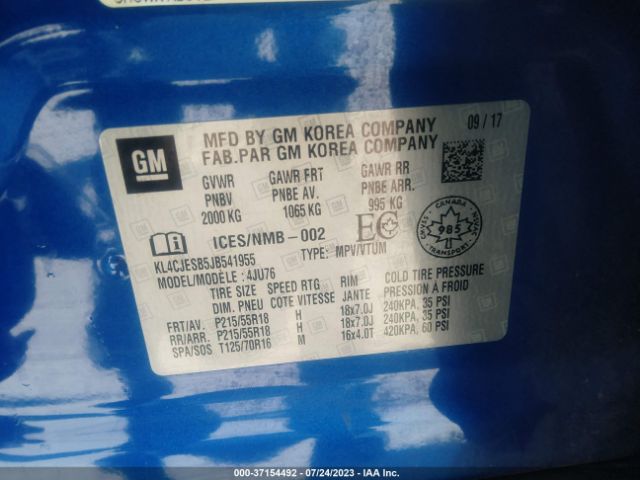 09 / 17
GM
MFD BY GM KOREA COMPANY
FAB.PAR GM KOREA COMPANY
GVWR GAWR FRT GAWR RR
PNBV PNBE AV. PNBE ARR.
2000 KG 1065 KG 995 KG
ICES/NMB-002 EC
CANADA
985
KL4CJESB5JB541955 TYPE: MPV/VTUM
MODEL/MODÈLE: 4JU76
TIRE SIZE SPEED RTG RIM COLD TIRE PRESSURE
DIM. PNEU COTE VITESSE JANTE PRESSION À FROID
FRT/AV. P215/55R18 H 18x7.0J 240KPA, 35 PSI
RR/ARR. P215/55R18 H 18x7.0J 240KPA, 35 PSI
SPA/SOS T125/70R16 M 16x4.0T 420KPA, 60 PSI
000-37154492 - 07/24/2023 - IAA Inc.